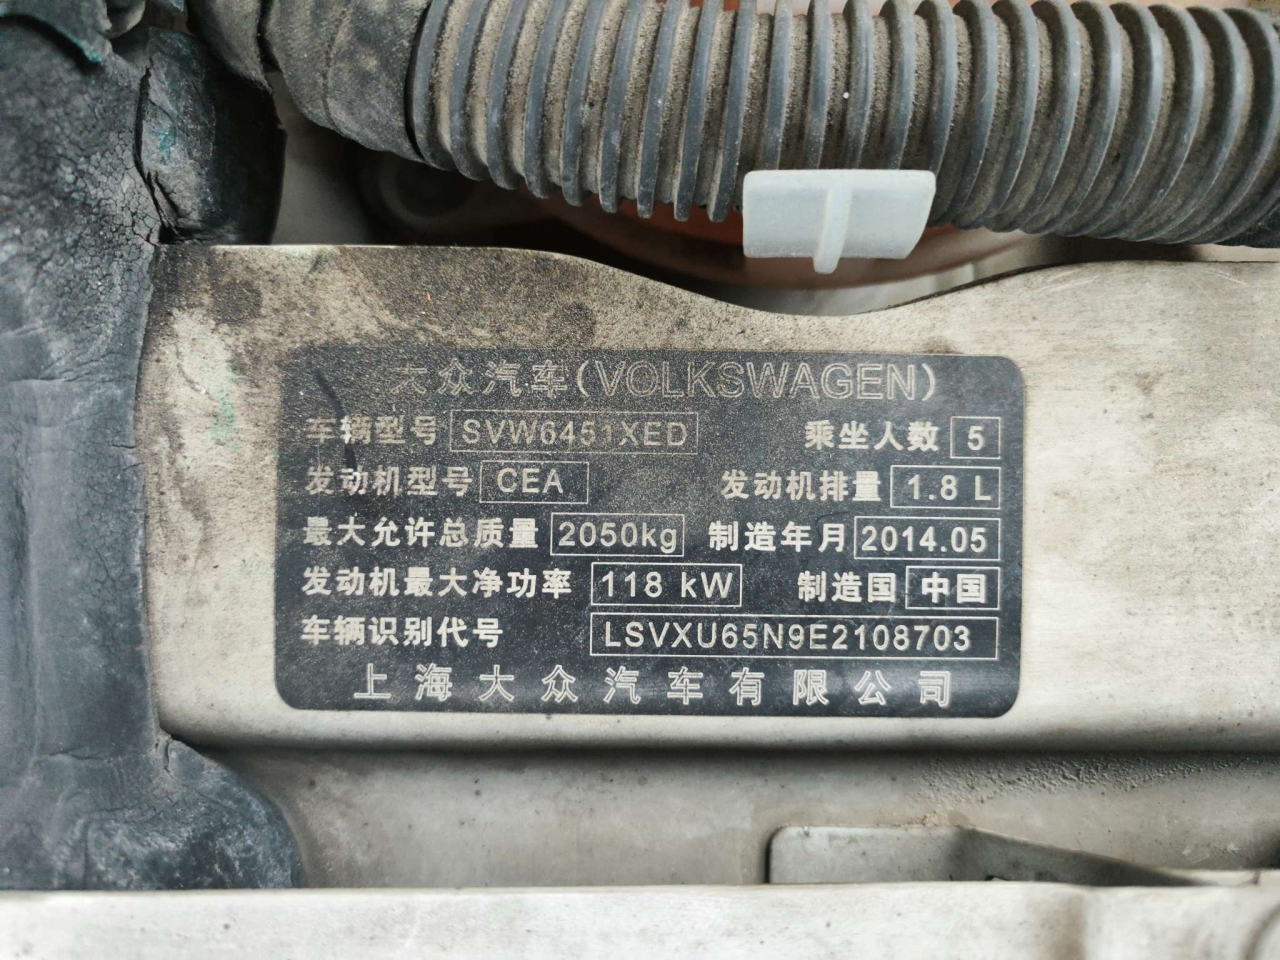 大众汽车(VOLKSWAGEN)
车辆型号 SVW6451XED 乘坐人数 5
发动机型号 CEA 发动机排量 1.8 L
最大允许总质量 2050kg 制造年月 2014.05
发动机最大净功率 118 kW 制造国 中国
车辆识别代号 LSVXU65N9E2108703
上海大众汽车有限公司